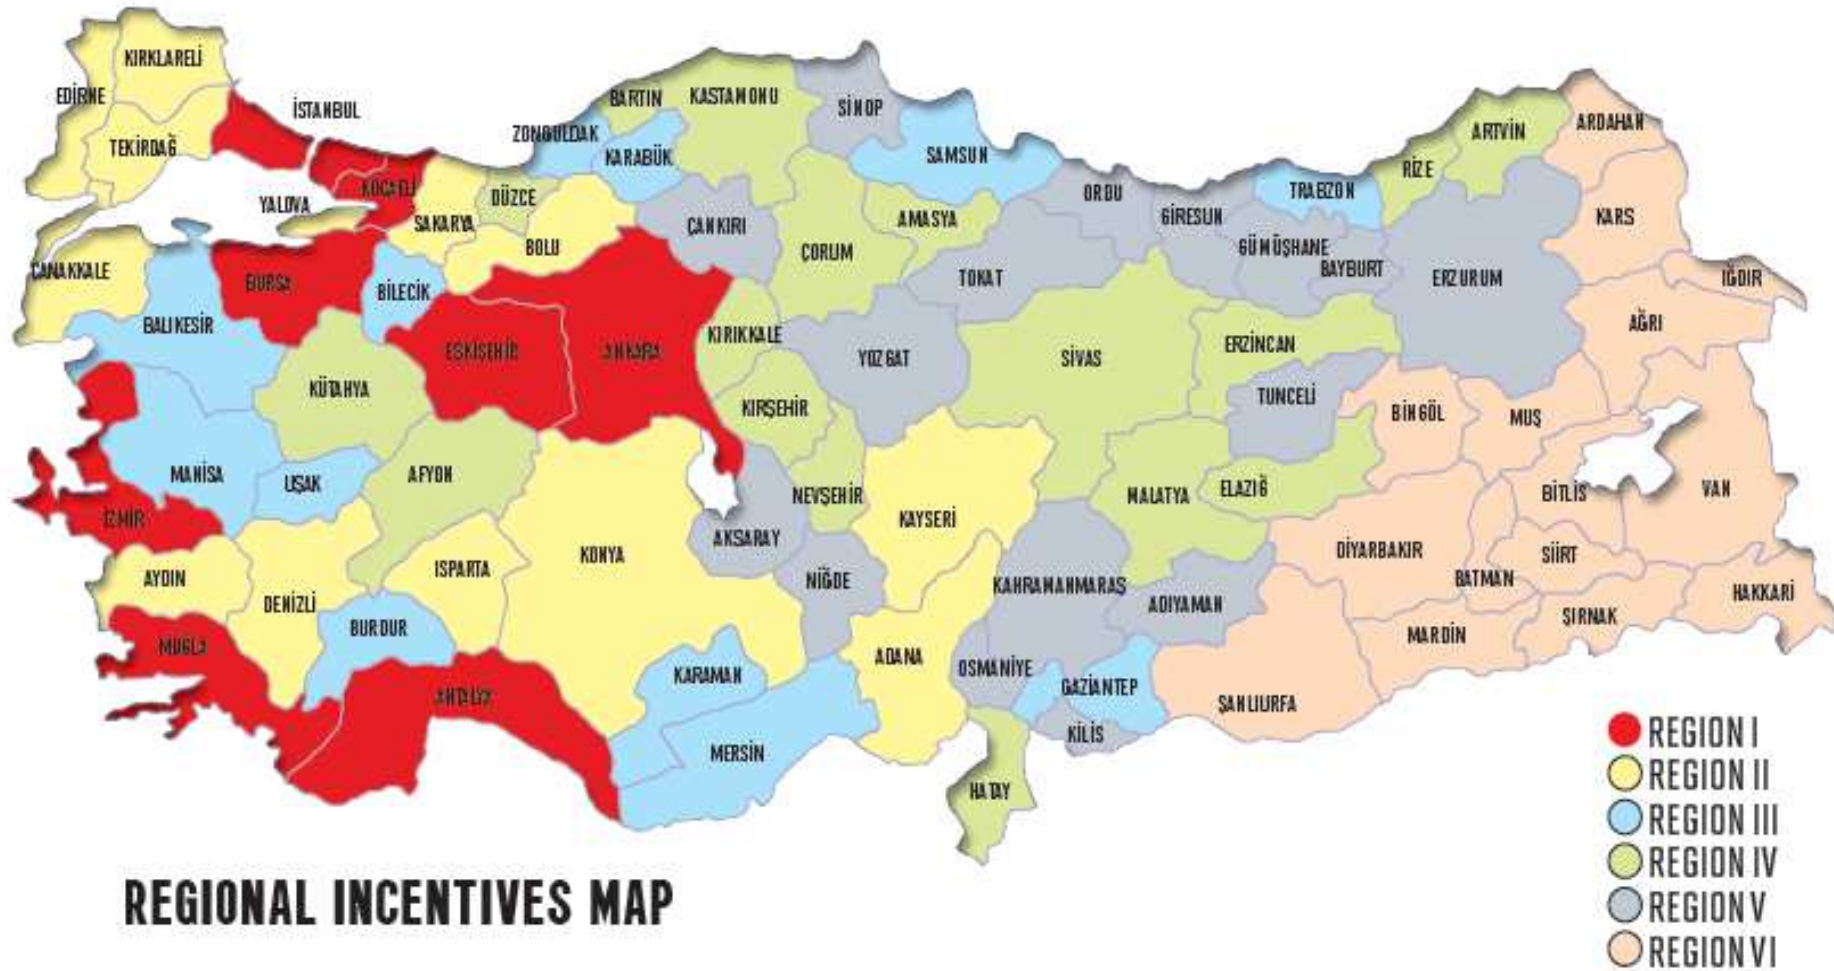 KIRKLARELİ
EDİRNE
TEKİRDAĞ
İSTANBUL
KOCAELİ
YALOVA
SAKARYA
DÜZCE
BOLU
ZONGULDAK
BARTIN
KARABÜK
KASTAMONU
SİNOP
SAMSUN
ÇANKIRI
ÇORUM
AMASYA
TOKAT
ORDU
GİRESUN
GÜMÜŞHANE
BAYBURT
TRABZON
RİZE
ARTVİN
ARDAHAN
KARS
IĞDIR
AĞRI
ERZURUM
ÇANAKKALE
BALIKESİR
BURSA
BİLECİK
ESKİŞEHİR
ANKARA
KIRIKKALE
YOZGAT
SİVAS
ERZİNCAN
TUNCELİ
BİNGÖL
MUŞ
KÜTAHYA
KIRŞEHİR
MANİSA
UŞAK
AFYON
NEVŞEHİR
KAYSERİ
MALATYA
ELAZIĞ
BİTLİS
VAN
İZMİR
AYDIN
DENİZLİ
ISPARTA
KONYA
AKSARAY
NİĞDE
KAHRAMANMARAŞ
ADIYAMAN
DİYARBAKIR
BATMAN
SİİRT
ŞIRNAK
HAKKARİ
MARDİN
MUĞLA
BURDUR
ANTALYA
KARAMAN
MERSİN
ADANA
OSMANİYE
GAZİANTEP
KİLİS
ŞANLIURFA
HATAY
REGION I
REGION II
REGION III
REGION IV
REGION V
REGION VI
REGIONAL INCENTIVES MAP